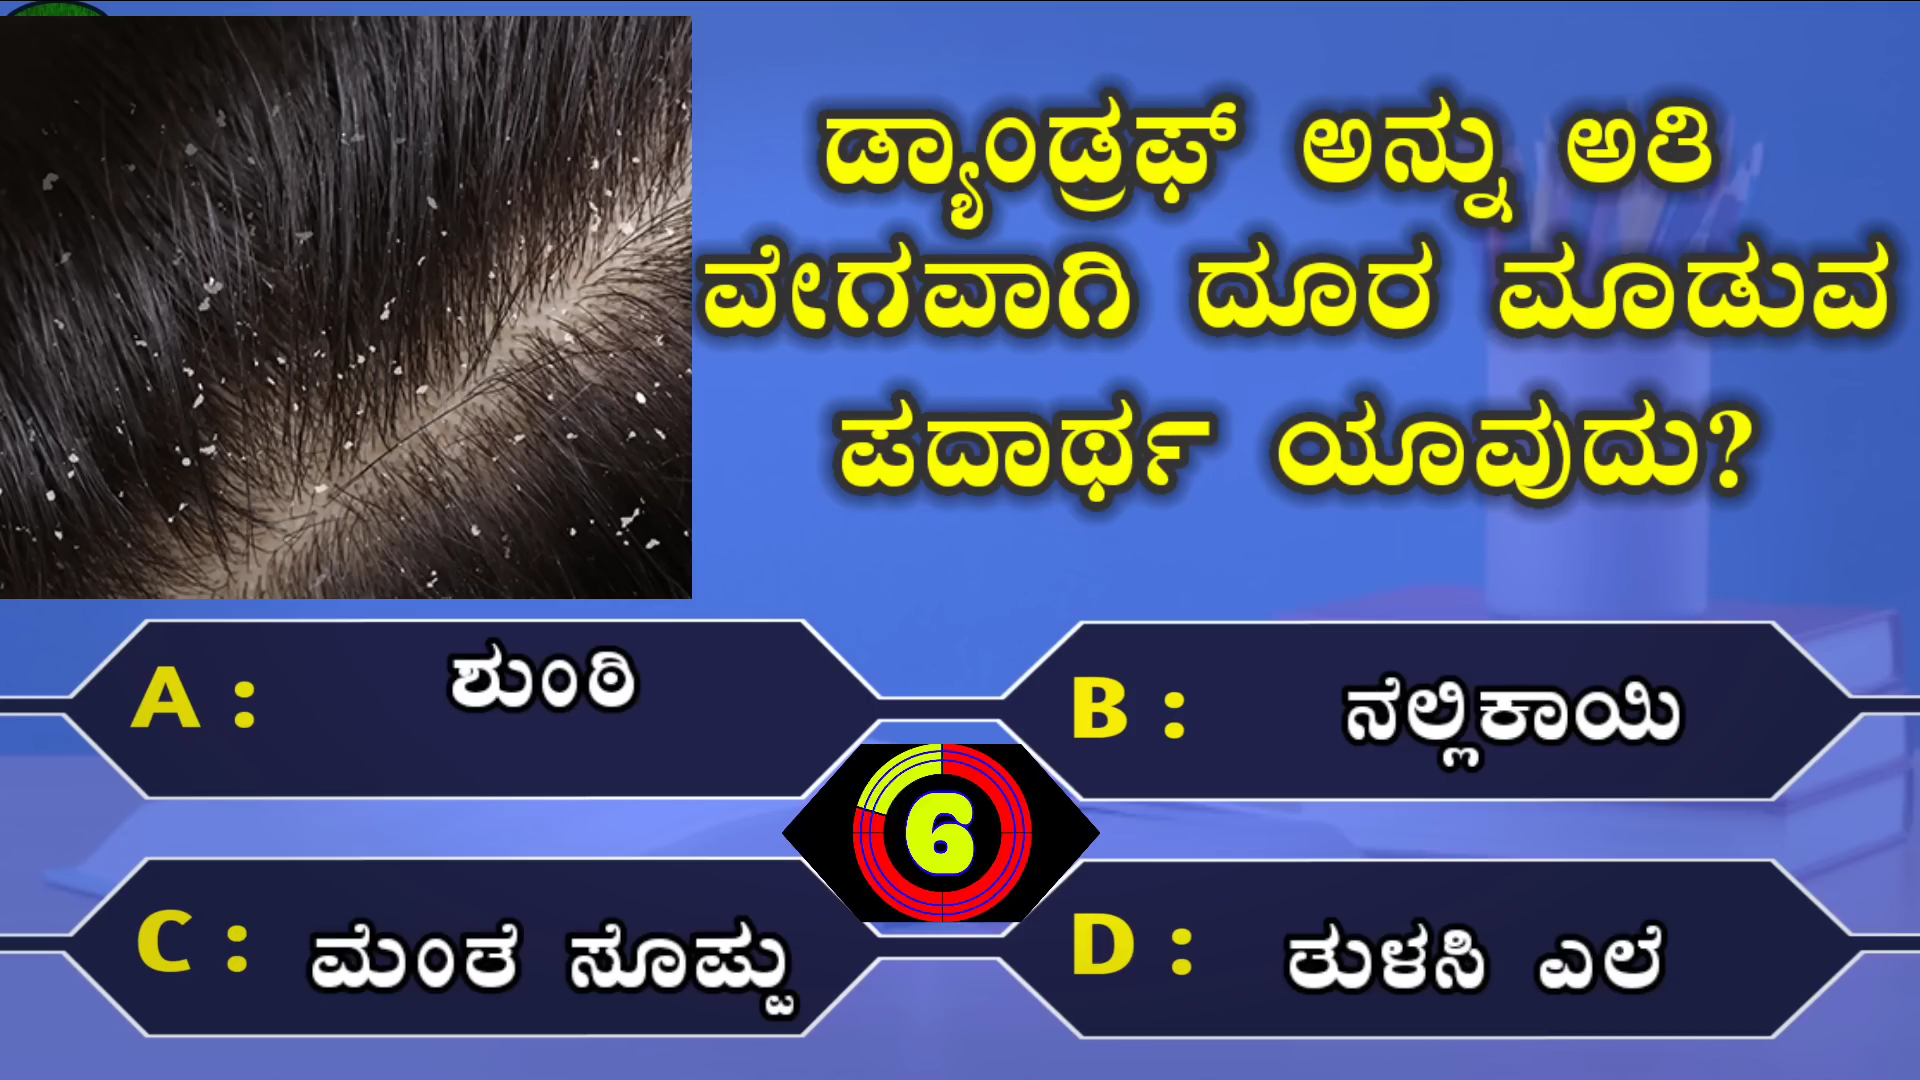 ಡ್ಯಾಂಡ್ರಫ್ ಅನ್ನು ಅತಿ
ವೇಗವಾಗಿ ದೂರ ಮಾಡುವ
ಪದಾರ್ಥ ಯಾವುದು?
A : ಶುಂಠಿ
B : ನೆಲ್ಲಿಕಾಯಿ
6
C : ಮೆಂತೆ ಸೊಪ್ಪು
D : ತುಳಸಿ ಎಲೆ